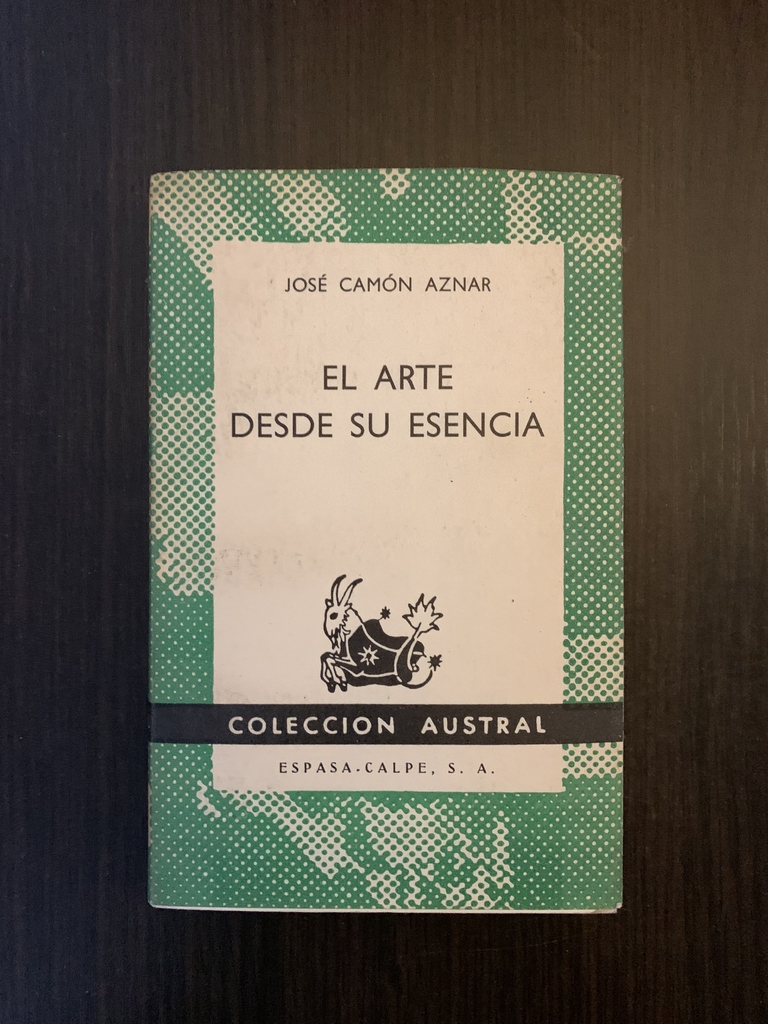 JOSÉ CAMÓN AZNAR
EL ARTE
DESDE SU ESENCIA
COLECCION AUSTRAL
ESPASA-CALPE, S. A.